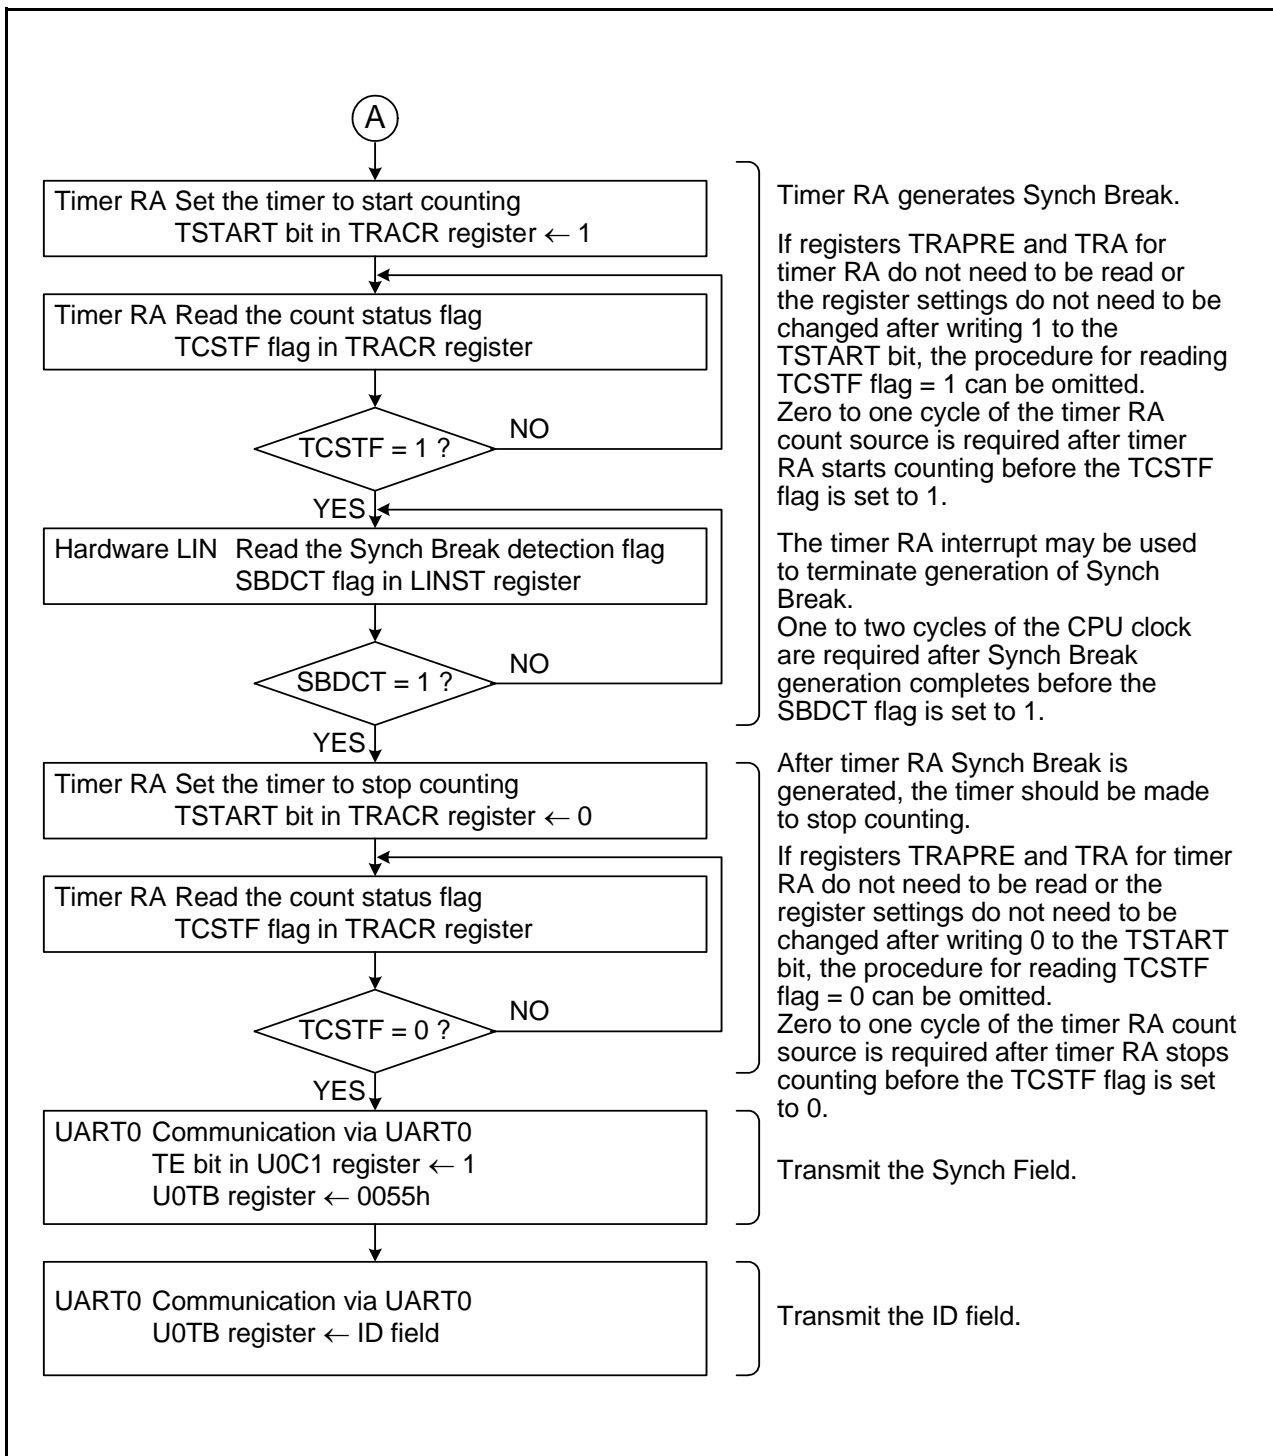 A
Timer RA Set the timer to start counting
TSTART bit in TRACR register ← 1
Timer RA generates Synch Break.
If registers TRAPRE and TRA for
timer RA do not need to be read or
the register settings do not need to be
changed after writing 1 to the
TSTART bit, the procedure for reading
TCSTF flag = 1 can be omitted.
Zero to one cycle of the timer RA
count source is required after timer
RA starts counting before the TCSTF
flag is set to 1.
Timer RA Read the count status flag
TCSTF flag in TRACR register
TCSTF = 1 ?
NO
YES
Hardware LIN Read the Synch Break detection flag
SBDCT flag in LINST register
The timer RA interrupt may be used
to terminate generation of Synch
Break.
One to two cycles of the CPU clock
are required after Synch Break
generation completes before the
SBDCT flag is set to 1.
SBDCT = 1 ?
NO
YES
Timer RA Set the timer to stop counting
TSTART bit in TRACR register ← 0
After timer RA Synch Break is
generated, the timer should be made
to stop counting.
If registers TRAPRE and TRA for timer
RA do not need to be read or the
register settings do not need to be
changed after writing 0 to the TSTART
bit, the procedure for reading TCSTF
flag = 0 can be omitted.
Zero to one cycle of the timer RA count
source is required after timer RA stops
counting before the TCSTF flag is set
to 0.
Timer RA Read the count status flag
TCSTF flag in TRACR register
TCSTF = 0 ?
NO
YES
UART0 Communication via UART0
TE bit in U0C1 register ← 1
U0TB register ← 0055h
Transmit the Synch Field.
UART0 Communication via UART0
U0TB register ← ID field
Transmit the ID field.